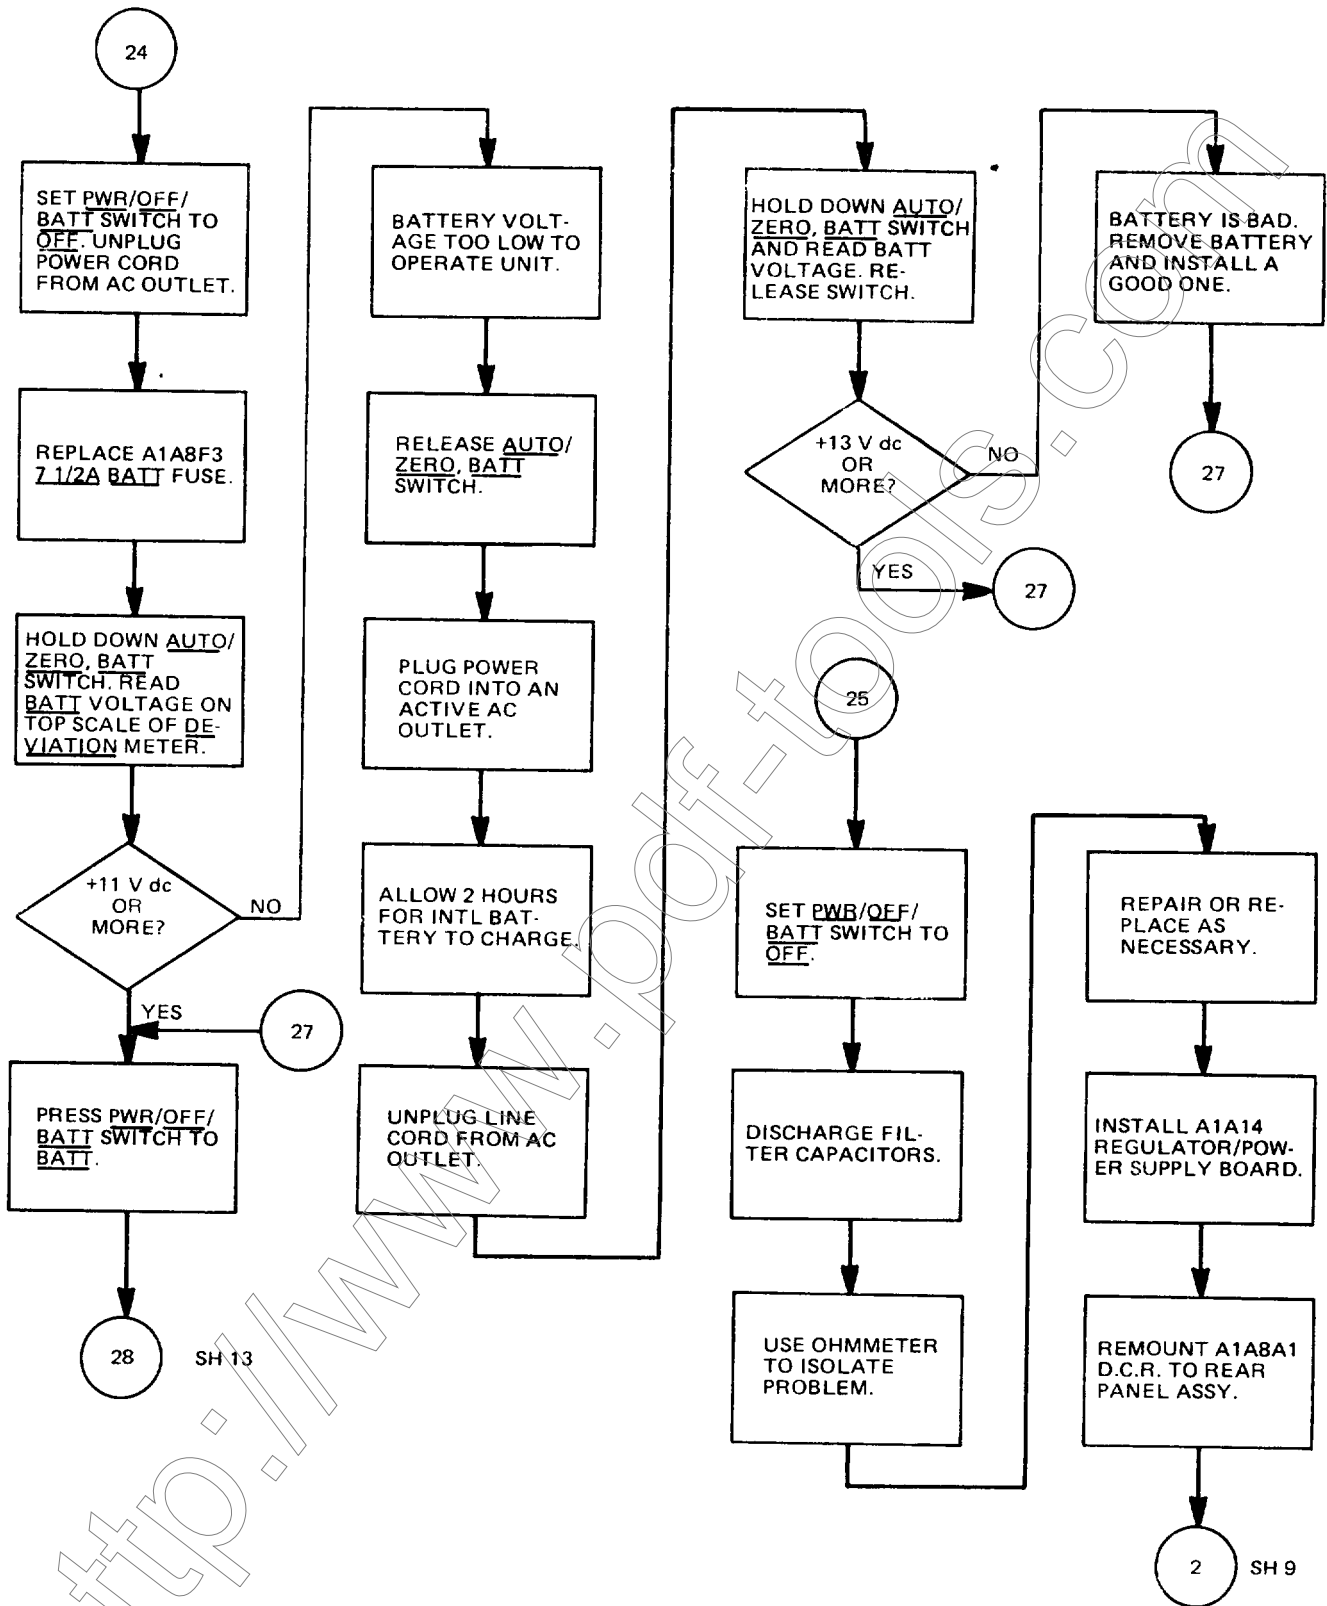 24
SET PWR/OFF/
BATT SWITCH TO
OFF. UNPLUG
POWER CORD
FROM AC OUTLET.
REPLACE A1A8F3
7 1/2A BATT FUSE.
HOLD DOWN AUTO/
ZERO, BATT
SWITCH. READ
BATT VOLTAGE ON
TOP SCALE OF DE-
VIATION METER.
+11 V dc
OR
MORE?
NO
YES
27
PRESS PWR/OFF/
BATT SWITCH TO
BATT.
28
SH 13
BATTERY VOLT-
AGE TOO LOW TO
OPERATE UNIT.
RELEASE AUTO/
ZERO, BATT
SWITCH.
PLUG POWER
CORD INTO AN
ACTIVE AC
OUTLET.
ALLOW 2 HOURS
FOR INTL BAT-
TERY TO CHARGE.
UNPLUG LINE
CORD FROM AC
OUTLET.
HOLD DOWN AUTO/
ZERO, BATT SWITCH
AND READ BATT
VOLTAGE. RE-
LEASE SWITCH.
+13 V dc
OR
MORE?
NO
YES
27
BATTERY IS BAD.
REMOVE BATTERY
AND INSTALL A
GOOD ONE.
27
25
SET PWR/OFF/
BATT SWITCH TO
OFF.
DISCHARGE FIL-
TER CAPACITORS.
USE OHMMETER
TO ISOLATE
PROBLEM.
REPAIR OR RE-
PLACE AS
NECESSARY.
INSTALL A1A14
REGULATOR/POW-
ER SUPPLY BOARD.
REMOUNT A1A8A1
D.C.R. TO REAR
PANEL ASSY.
2
SH 9
ttp://www.pdf-tools.com